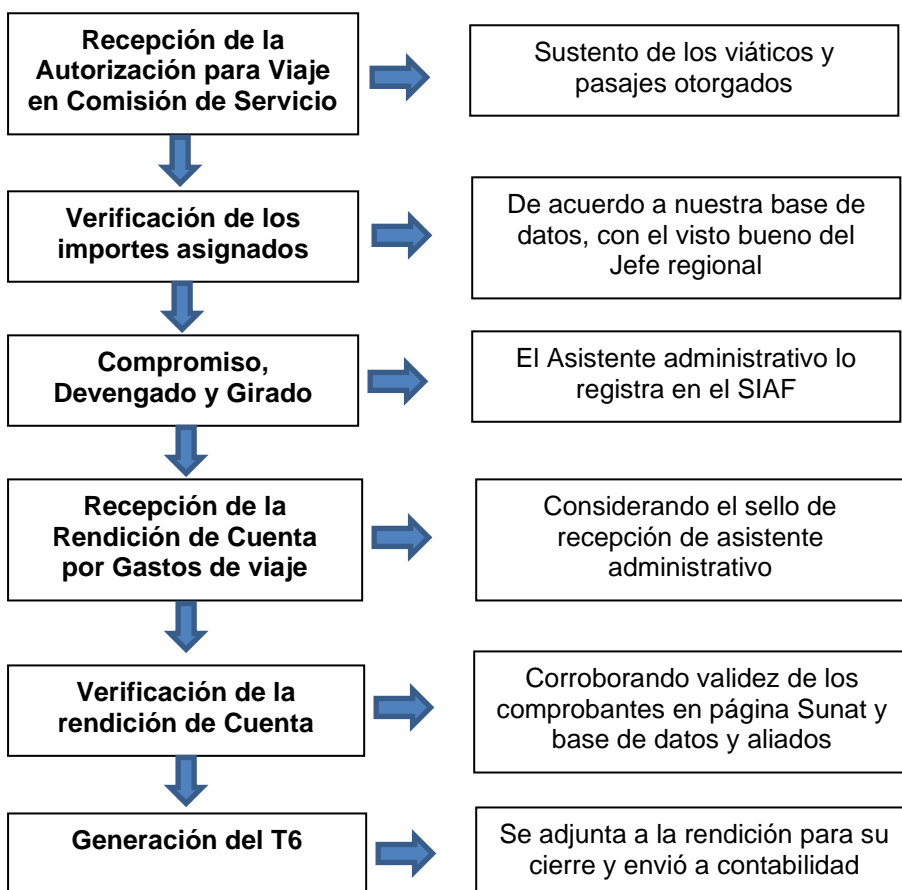 Recepción de la
Autorización para Viaje
en Comisión de Servicio
Sustento de los viáticos y
pasajes otorgados
Verificación de los
importes asignados
De acuerdo a nuestra base de
datos, con el visto bueno del
Jefe regional
Compromiso,
Devengado y Girado
El Asistente administrativo lo
registra en el SIAF
Recepción de la
Rendición de Cuenta
por Gastos de viaje
Considerando el sello de
recepción de asistente
administrativo
Verificación de la
rendición de Cuenta
Corroborando validez de los
comprobantes en página Sunat y
base de datos y aliados
Generación del T6
Se adjunta a la rendición para su
cierre y envió a contabilidad